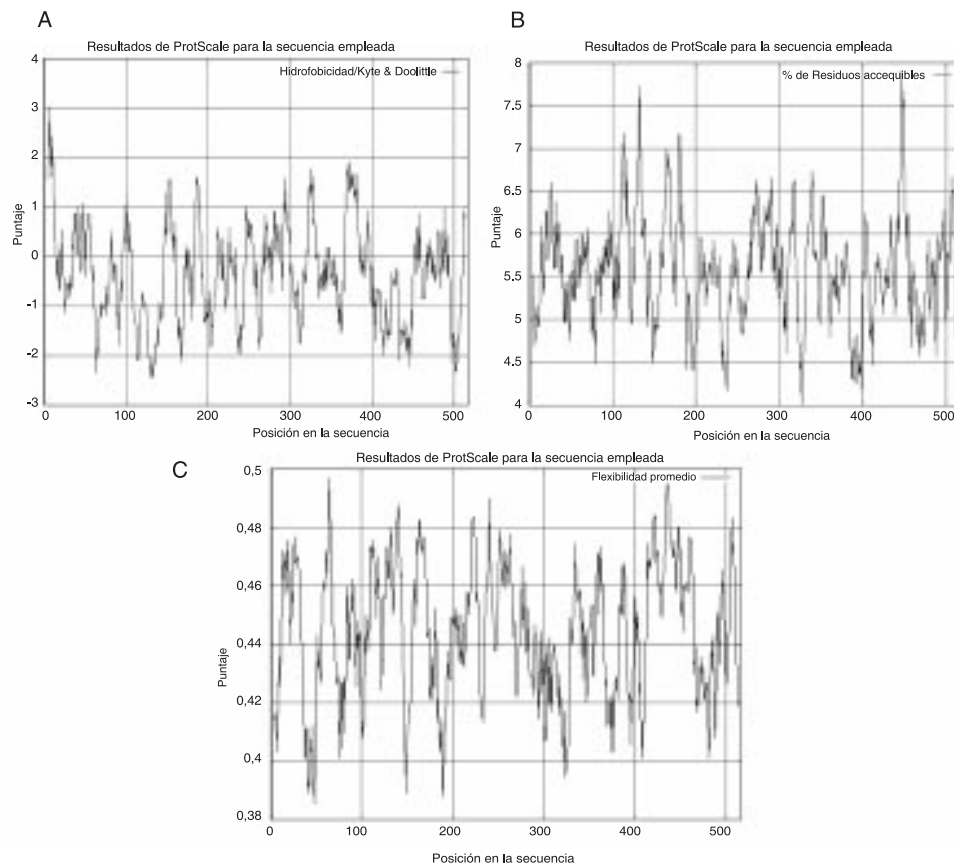 A
Resultados de ProtScale para la secuencia empleada
Hidrofobicidad/Kyte & Doolittle
Puntaje
4
3
2
1
0
-1
-2
-3
0
100
200
300
400
500
Posición en la secuencia
B
Resultados de ProtScale para la secuencia empleada
% de Residuos accequibles
Puntaje
8
7.5
7
6.5
6
5.5
5
4.5
4
0
100
200
300
400
500
Posición en la secuencia
C
Resultados de ProtScale para la secuencia empleada
Flexibilidad promedio
Puntaje
0,5
0,48
0,46
0,44
0,42
0,4
0,38
0
100
200
300
400
500
Posición en la secuencia